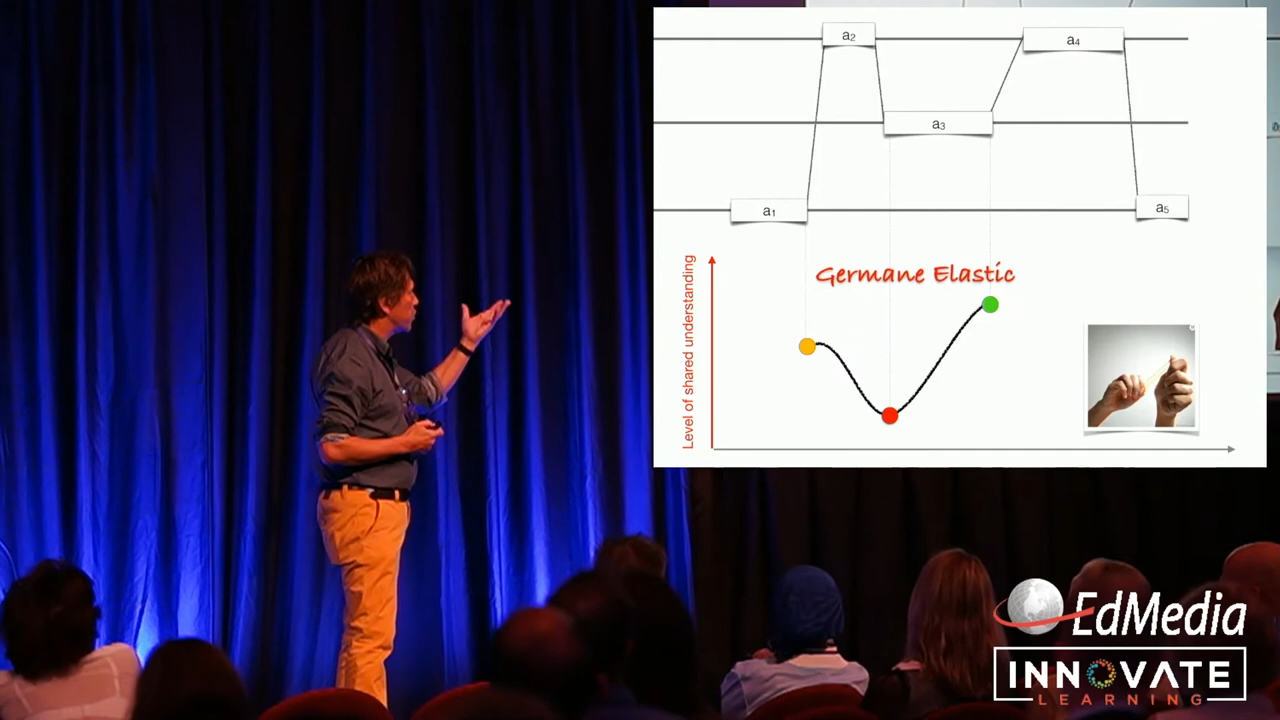 a2
a4
a3
a1
a5
Germane Elastic
Level of shared understanding
EdMedia
INNOVATE
LEARNING